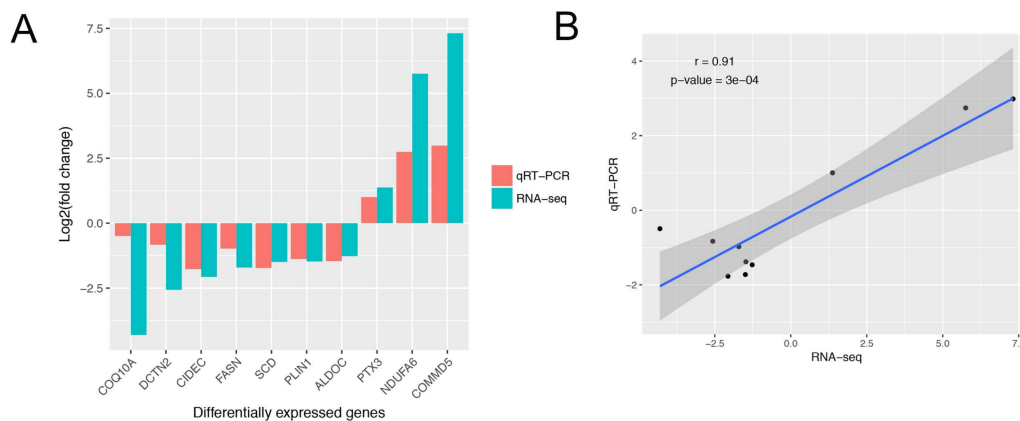 A
7.5
5.0
2.5
0.0
−2.5
Log2(fold change)
COQ10A
DCTN2
CIDEC
FASN
SCD
PLIN1
ALDOC
PTX3
NDUFA6
COMMD5
Differentially expressed genes
qRT−PCR
RNA−seq
B
r = 0.91
p−value = 3e−04
4
2
0
−2
qRT−PCR
−2.5
0.0
2.5
5.0
7.
RNA−seq